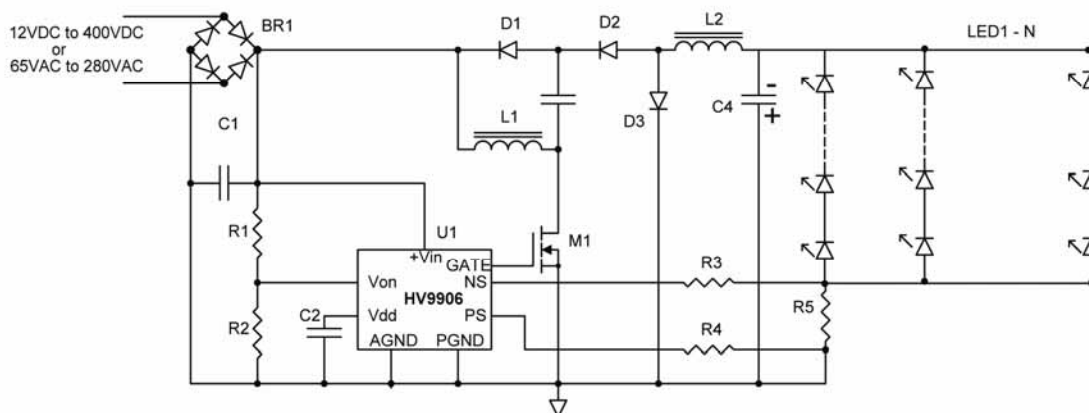 12VDC to 400VDC
or
65VAC to 280VAC
BR1
D1
D2
L2
LED1 - N
C1
L1
D3
C4
-
+
R1
U1
M1
+Vin
GATE
Von
NS
R3
HV9906
R2
C2
Vdd
PS
R4
R5
AGND
PGND